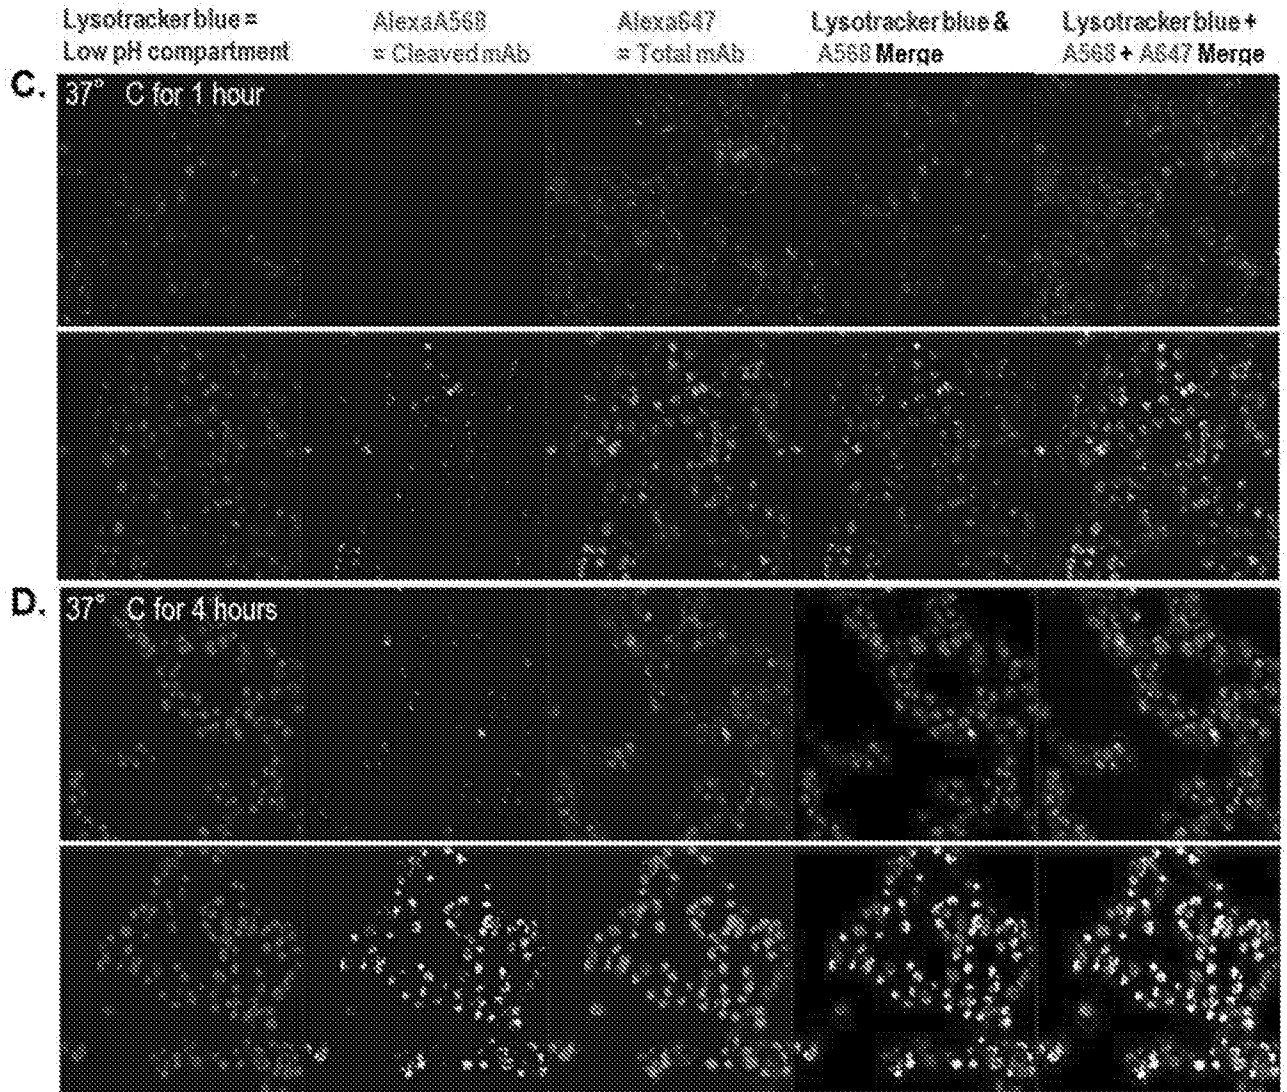 Lysotracker blue =
Low pH compartment
AlexaA568
= Cleaved mAb
Alexa647
= Total mAb
Lysotracker blue &
A568 Merge
Lysotracker blue +
A568 + A647 Merge
C.
37° C for 1 hour
D.
37° C for 4 hours